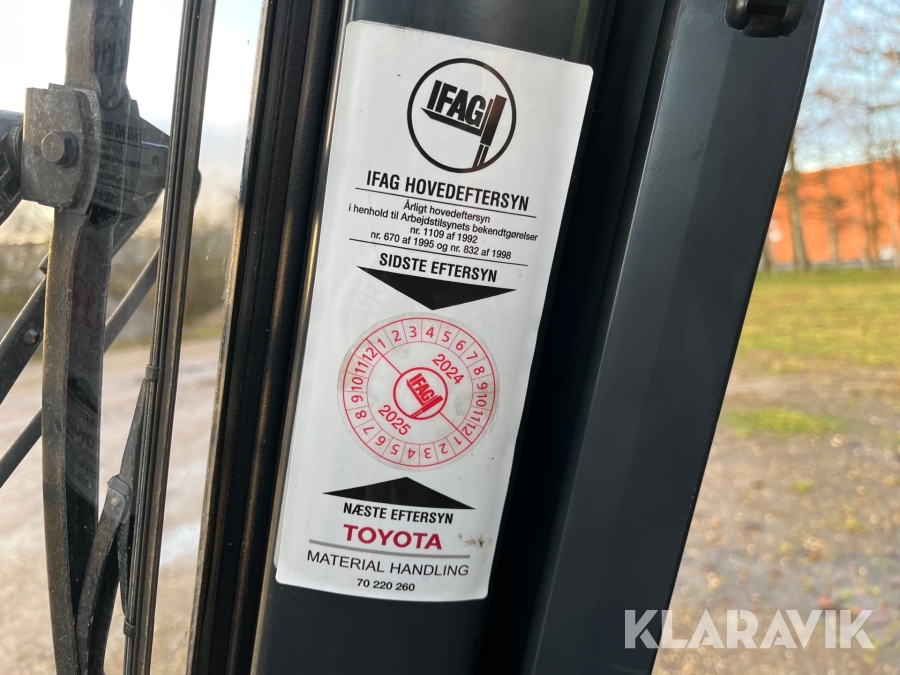 IFAG
IFAG HOVEDEFTERSYN
Årligt hovedeftersyn
i henhold til Arbejdstilsynets bekendtgørelser
nr. 1109 af 1992
nr. 670 af 1995 og nr. 832 af 1998
SIDSTE EFTERSYN
1 2 3 4 5 6 7 8 9 10 11 12
2024
IFAG
2025
1 2 3 4 5 6 7 8 9 10 11 12
NÆSTE EFTERSYN
TOYOTA
MATERIAL HANDLING
70 220 260
KLARAVIK